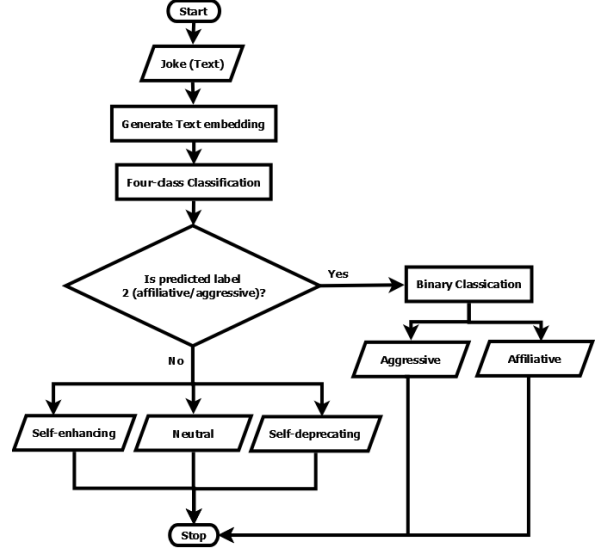 Start
Joke (Text)
Generate Text embedding
Four-class Classification
Is predicted label
2 (affiliative/aggressive)?
Yes
Binary Classication
Aggressive
Affiliative
No
Self-enhancing
Neutral
Self-deprecating
Stop